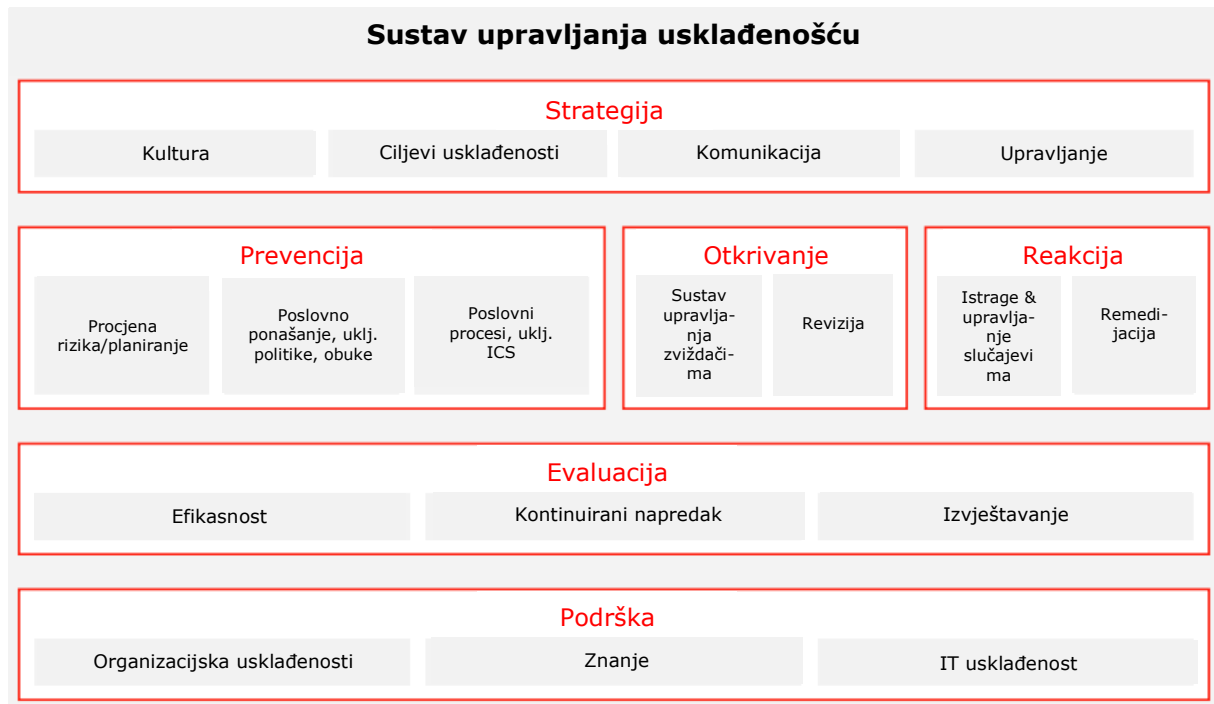 Sustav upravljanja usklađenošću
Strategija
Kultura
Ciljevi usklađenosti
Komunikacija
Upravljanje
Prevencija
Procjena
rizika/planiranje
Poslovno
ponašanje, uklj.
politike, obuke
Poslovni
procesi, uklj.
ICS
Otkrivanje
Sustav
upravlja-
nja
zviždači-
ma
Revizija
Reakcija
Istrage &
upravlja-
nje
slučajevi
ma
Remedi-
jacija
Evaluacija
Efikasnost
Kontinuirani napredak
Izvještavanje
Podrška
Organizacijska usklađenosti
Znanje
IT usklađenost